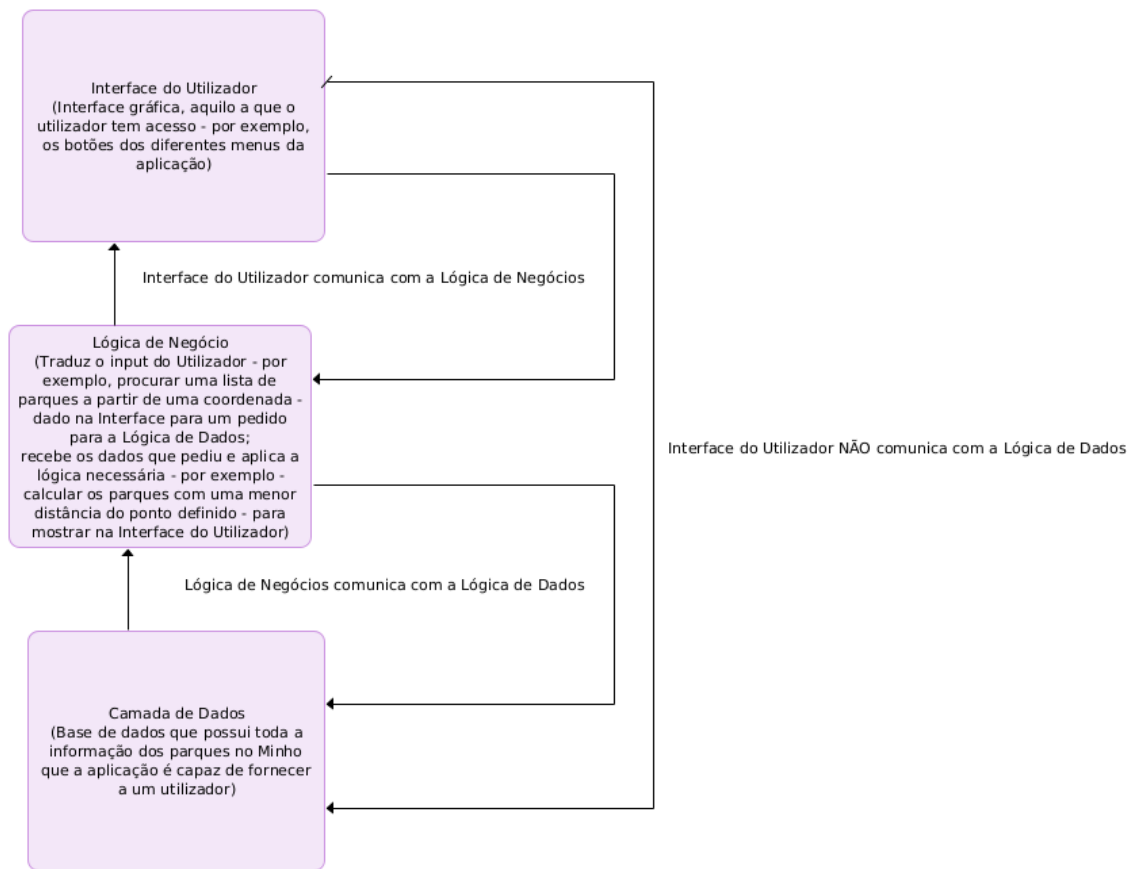 Interface do Utilizador
(Interface gráfica, aquilo a que o
utilizador tem acesso - por exemplo,
os botões dos diferentes menus da
aplicação)
Interface do Utilizador comunica com a Lógica de Negócios
Lógica de Negócio
(Traduz o input do Utilizador - por
exemplo, procurar uma lista de
parques a partir de uma coordenada -
dado na Interface para um pedido
para a Lógica de Dados;
recebe os dados que pediu e aplica a
lógica necessária - por exemplo -
calcular os parques com uma menor
distância do ponto definido - para
mostrar na Interface do Utilizador)
Interface do Utilizador NÃO comunica com a Lógica de Dados
Lógica de Negócios comunica com a Lógica de Dados
Camada de Dados
(Base de dados que possui toda a
informação dos parques no Minho
que a aplicação é capaz de fornecer
a um utilizador)